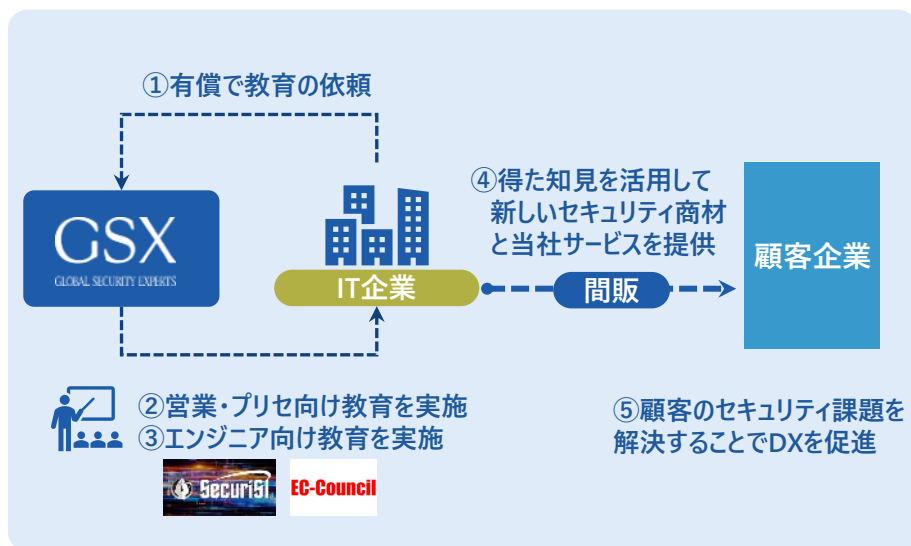 ①有償で教育の依頼
GSX
GLOBAL SECURITY EXPERTS
IT企業
④得た知見を活用して
新しいセキュリティ商材
と当社サービスを提供
間販
顧客企業
②営業・プリセ向け教育を実施
③エンジニア向け教育を実施
SecuriST
EC-Council
⑤顧客のセキュリティ課題を
解決することでDXを促進